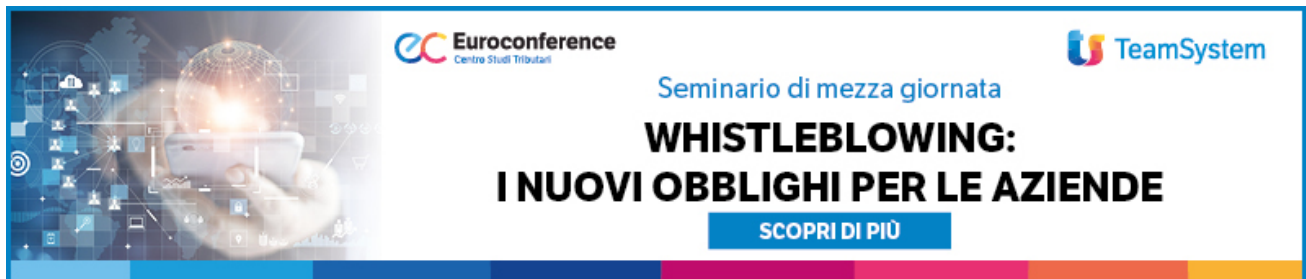 Euroconference
Centro Studi Tributari
TeamSystem
Seminario di mezza giornata
WHISTLEBLOWING:
I NUOVI OBBLIGHI PER LE AZIENDE
SCOPRI DI PIÙ